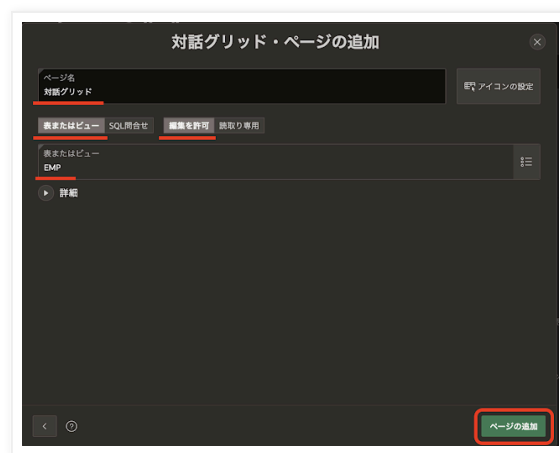 対話グリッド・ページの追加
ページ名
対話グリッド
アイコンの設定
表またはビュー SQL問合せ 編集を許可 読取り専用
表またはビュー
EMP
詳細
ページの追加